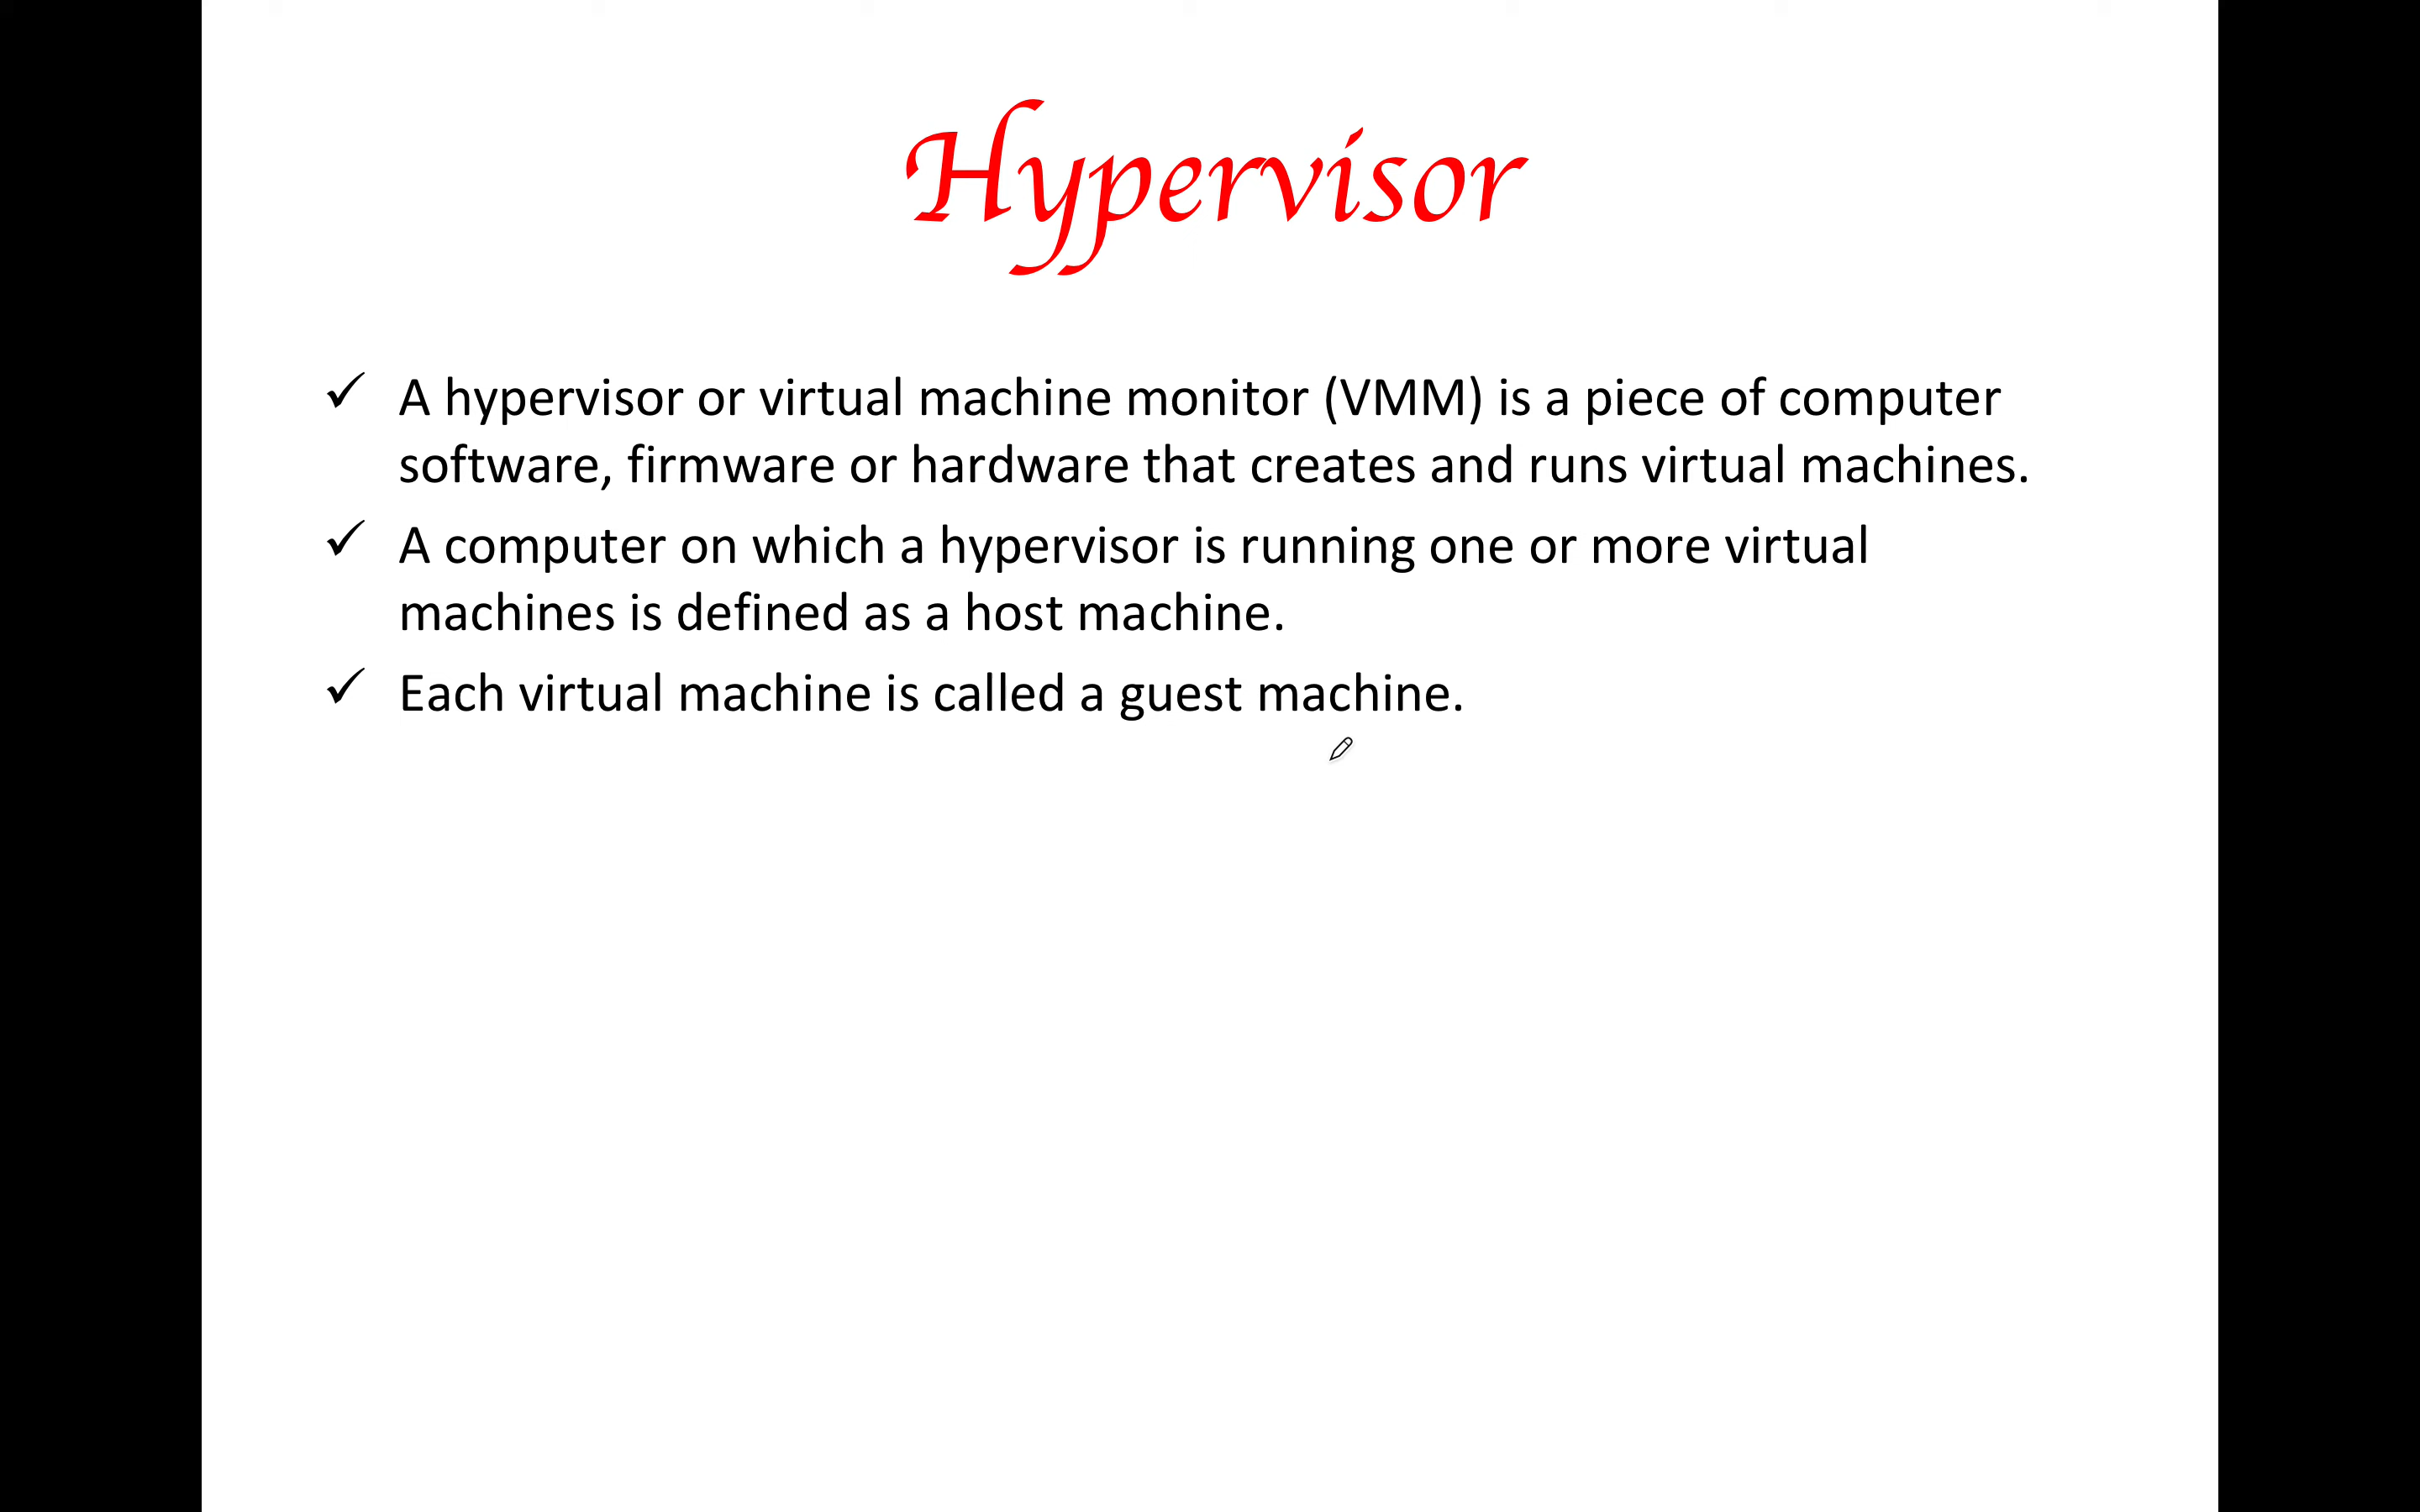 Hypervisor
✓ A hypervisor or virtual machine monitor (VMM) is a piece of computer
software, firmware or hardware that creates and runs virtual machines.
✓ A computer on which a hypervisor is running one or more virtual
machines is defined as a host machine.
✓ Each virtual machine is called a guest machine.